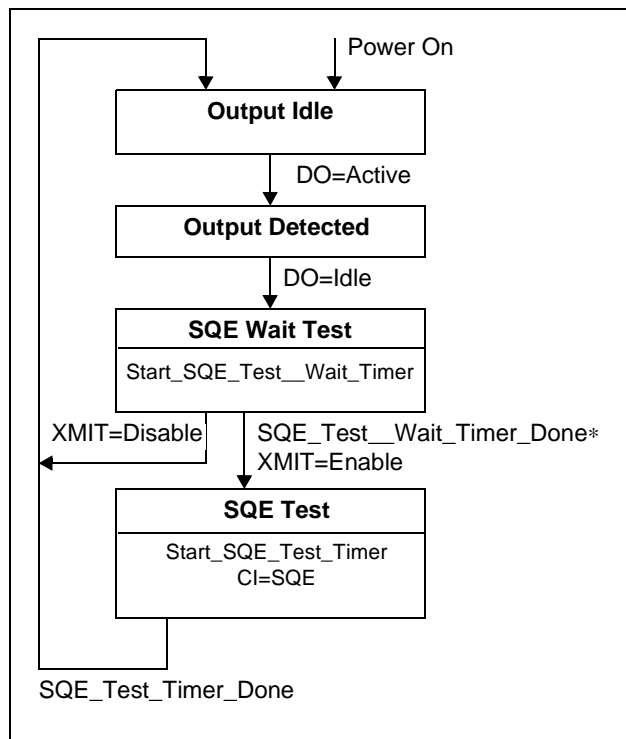 Power On
Output Idle
DO=Active
Output Detected
DO=Idle
SQE Wait Test
Start_SQE_Test__Wait_Timer
XMIT=Disable
SQE_Test__Wait_Timer_Done*
XMIT=Enable
SQE Test
Start_SQE_Test_Timer
CI=SQE
SQE_Test_Timer_Done